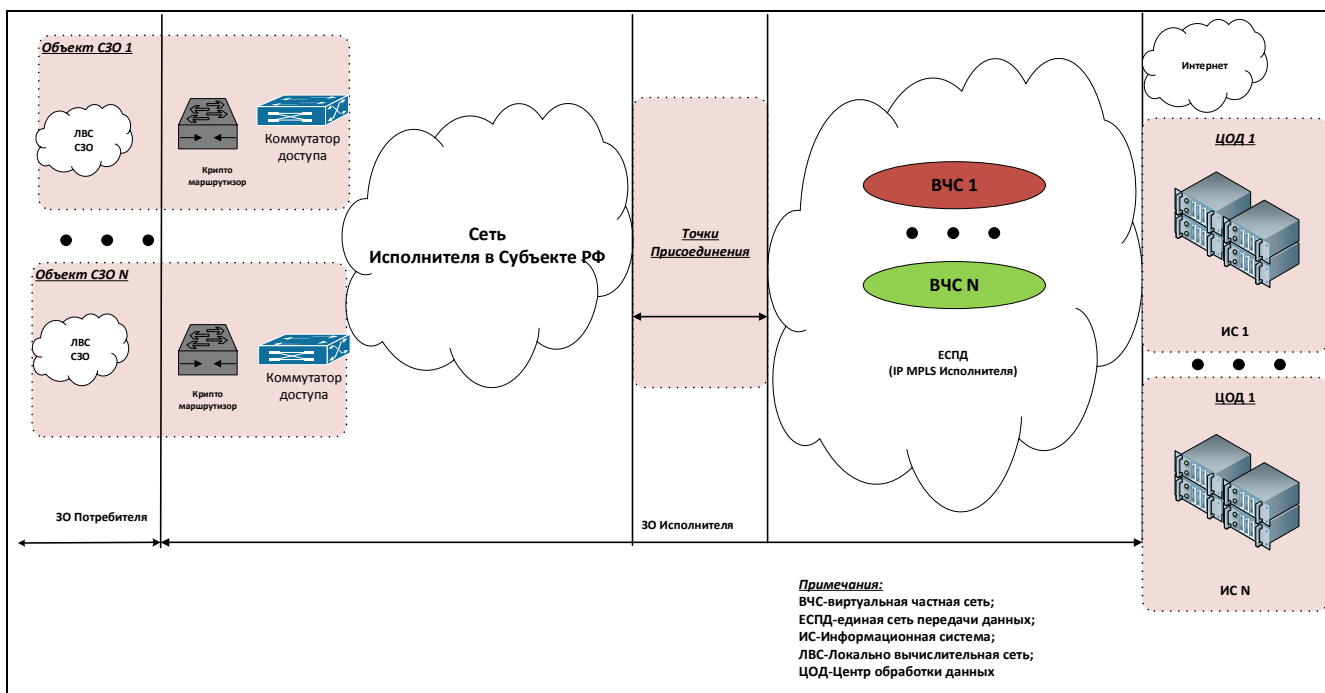 Объект СЗО 1
ЛВС
СЗО
Крипто
маршрутизор
Коммутатор
доступа
Объект СЗО N
ЛВС
СЗО
Крипто
маршрутизор
Коммутатор
доступа
Сеть
Исполнителя в Субъекте РФ
Точки
Присоединения
ВЧС 1
ВЧС N
ЕСПД
(IP MPLS Исполнителя)
Интернет
ЦОД 1
ИС 1
ЦОД 1
ИС N
ЗО Потребителя
ЗО Исполнителя
Примечания:
ВЧС-виртуальная частная сеть;
ЕСПД-единая сеть передачи данных;
ИС-Информационная система;
ЛВС-Локально вычислительная сеть;
ЦОД-Центр обработки данных